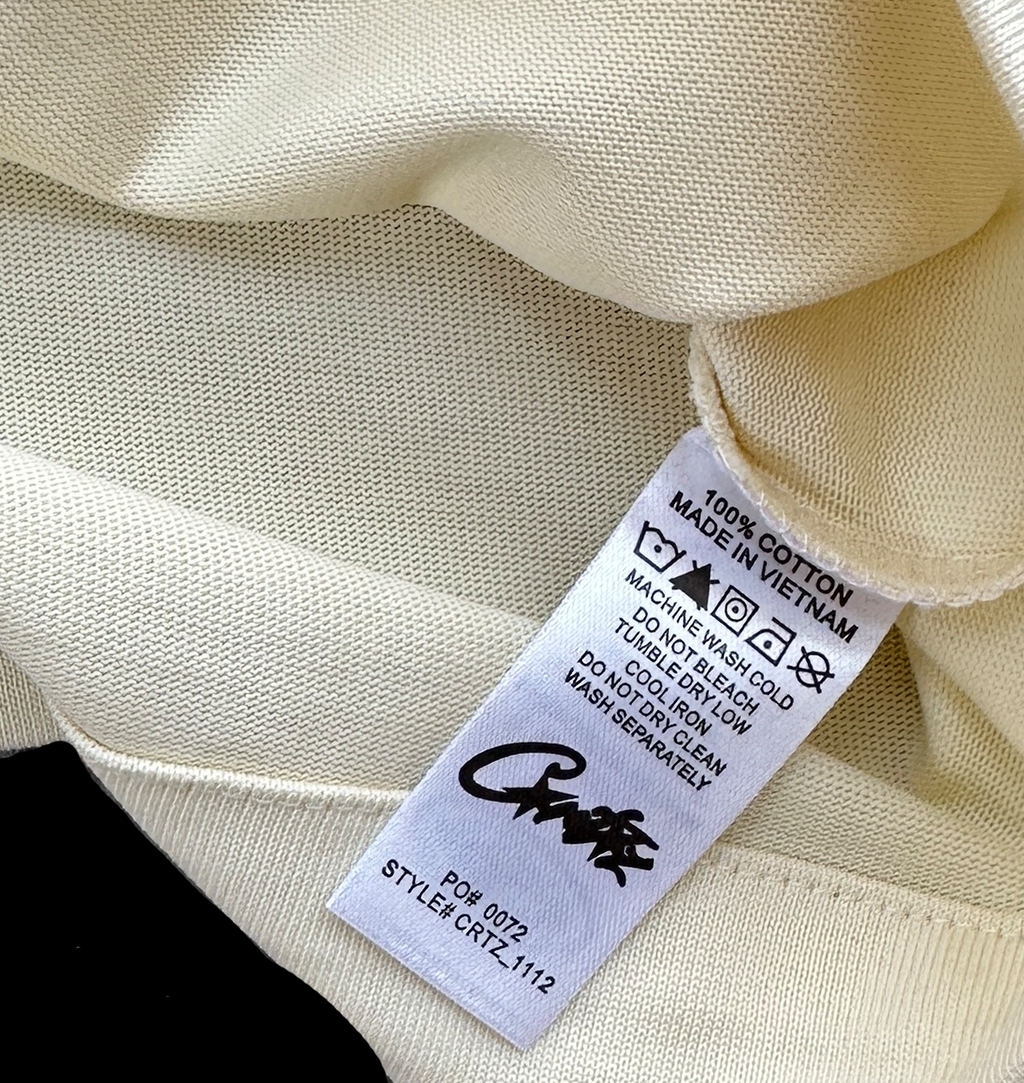 100% COTTON
MADE IN VIETNAM
MACHINE WASH COLD
DO NOT BLEACH
TUMBLE DRY LOW
COOL IRON
DO NOT DRY CLEAN
WASH SEPARATELY
PO# 0072
STYLE# CRTZ_1112